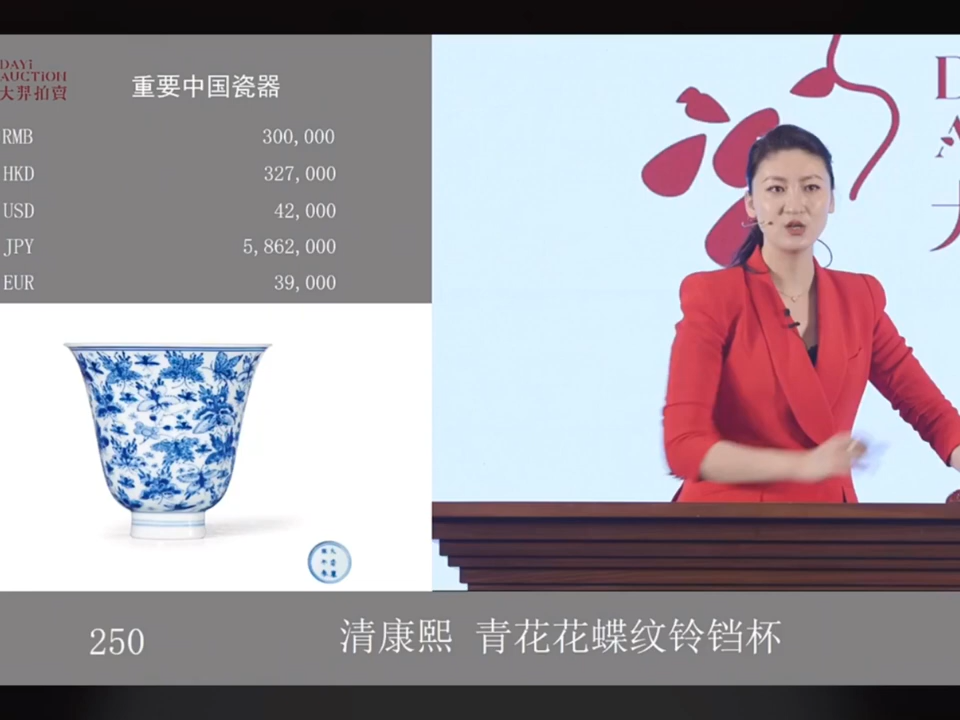 DAYi
AUCTiON
大羿拍賣
重要中国瓷器
RMB 300,000
HKD 327,000
USD 42,000
JPY 5,862,000
EUR 39,000
250
清康熙 青花花蝶纹铃铛杯